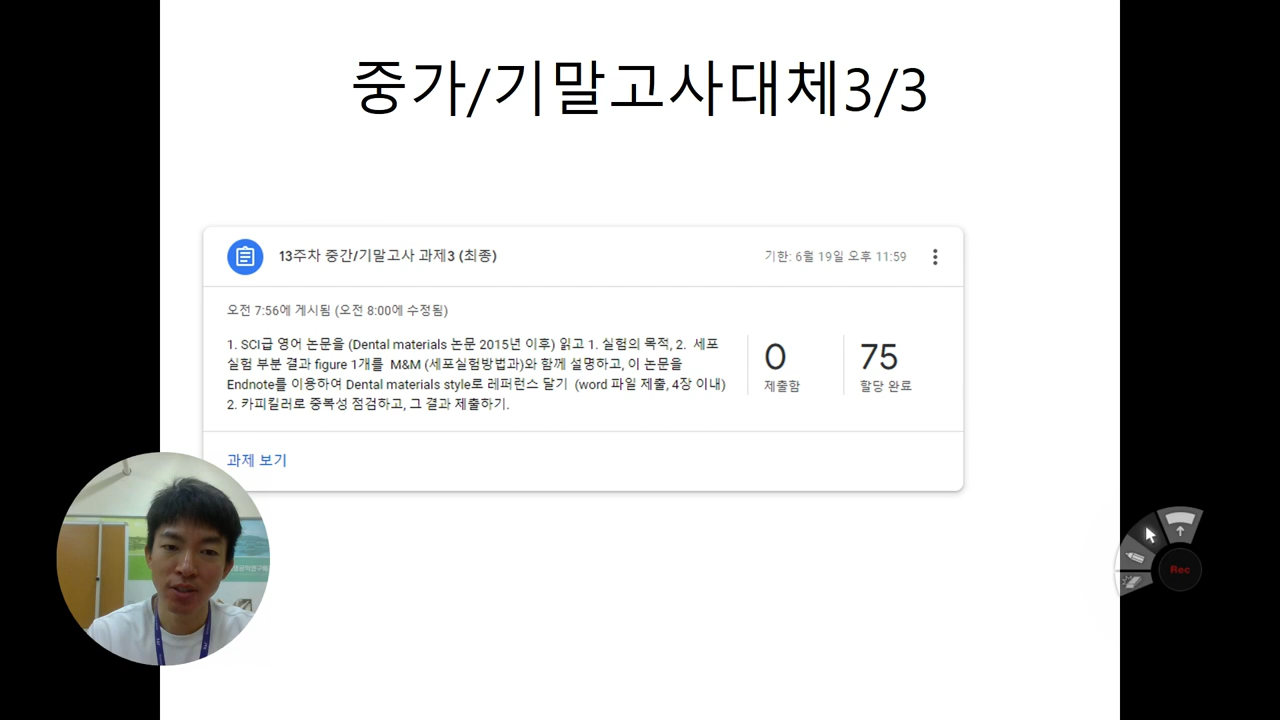 중가/기말고사대체3/3
13주차 중간/기말고사 과제3 (최종)
기한: 6월 19일 오후 11:59
오전 7:56에 게시됨 (오전 8:00에 수정됨)
1. SCI급 영어 논문을 (Dental materials 논문 2015년 이후) 읽고 1. 실험의 목적, 2. 세포
실험 부분 결과 figure 1개를 M&M (세포실험방법과)와 함께 설명하고, 이 논문을
Endnote를 이용하여 Dental materials style로 레퍼런스 달기 (word 파일 제출, 4장 이내)
2. 카피킬러로 중복성 점검하고, 그 결과 제출하기.
0
제출함
75
할당 완료
과제 보기
Rec